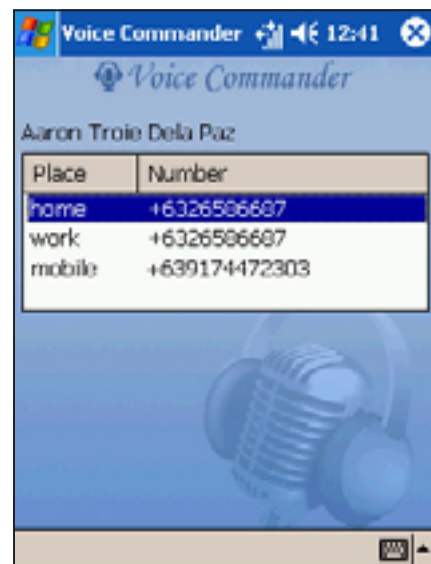 Voice Commander 12:41
Voice Commander
Aaron Troie Dela Paz
Place Number
home +6326586687
work +6326586687
mobile +639174472303